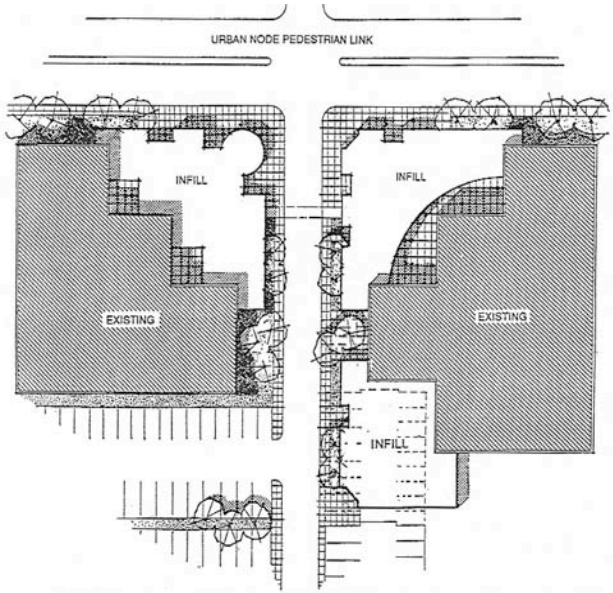 URBAN NODE PEDESTRIAN LINK
INFILL
INFILL
EXISTING
EXISTING
INFILL